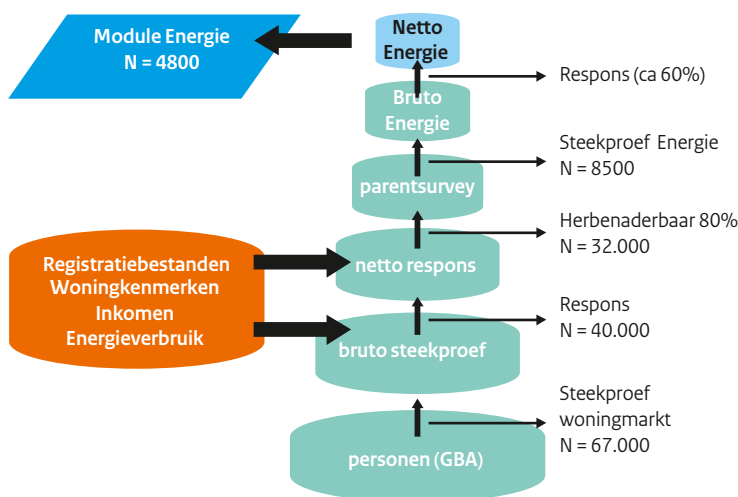 Module Energie
N = 4800
Netto
Energie
Respons (ca 60%)
Bruto
Energie
Steekproef Energie
N = 8500
parentsurvey
Herbenaderbaar 80%
N = 32.000
Registratiebestanden
Woningkenmerken
Inkomen
Energieverbruik
netto respons
Respons
N = 40.000
bruto steekproef
Steekproef
woningmarkt
N = 67.000
personen (GBA)